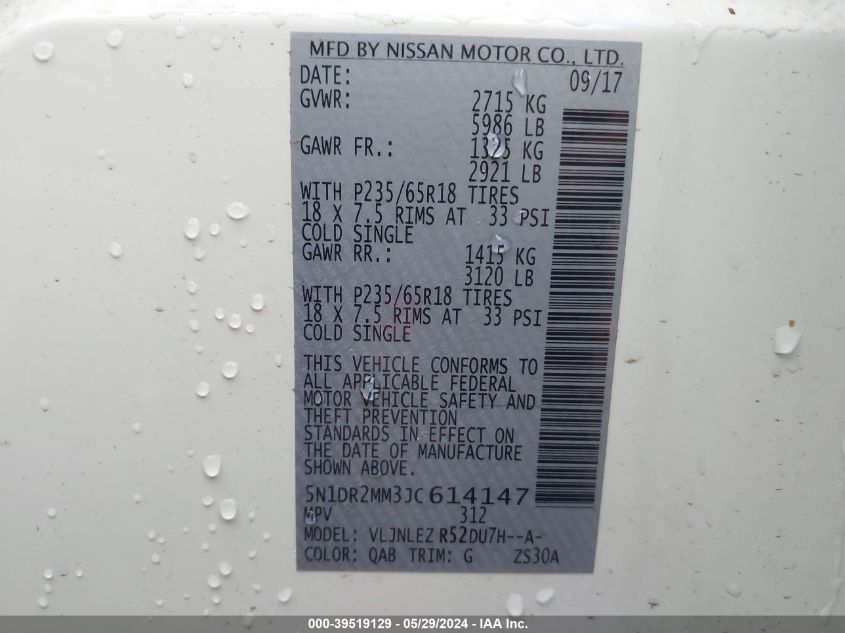 MFD BY NISSAN MOTOR CO., LTD.
DATE: 09/17
GVWR: 2715 KG
5986 LB
GAWR FR.: 1325 KG
2921 LB
WITH P235/65R18 TIRES
18 X 7.5 RIMS AT 33 PSI
COLD SINGLE
GAWR RR.: 1415 KG
3120 LB
WITH P235/65R18 TIRES
18 X 7.5 RIMS AT 33 PSI
COLD SINGLE
THIS VEHICLE CONFORMS TO
ALL APPLICABLE FEDERAL
MOTOR VEHICLE SAFETY AND
THEFT PREVENTION
STANDARDS IN EFFECT ON
THE DATE OF MANUFACTURE
SHOWN ABOVE.
5N1DR2MM3JC614147
MPV 312
MODEL: VLJNLEZ R52DU7H--A-
COLOR: QAB TRIM: G ZS30A
000-39519129 - 05/29/2024 - IAA Inc.